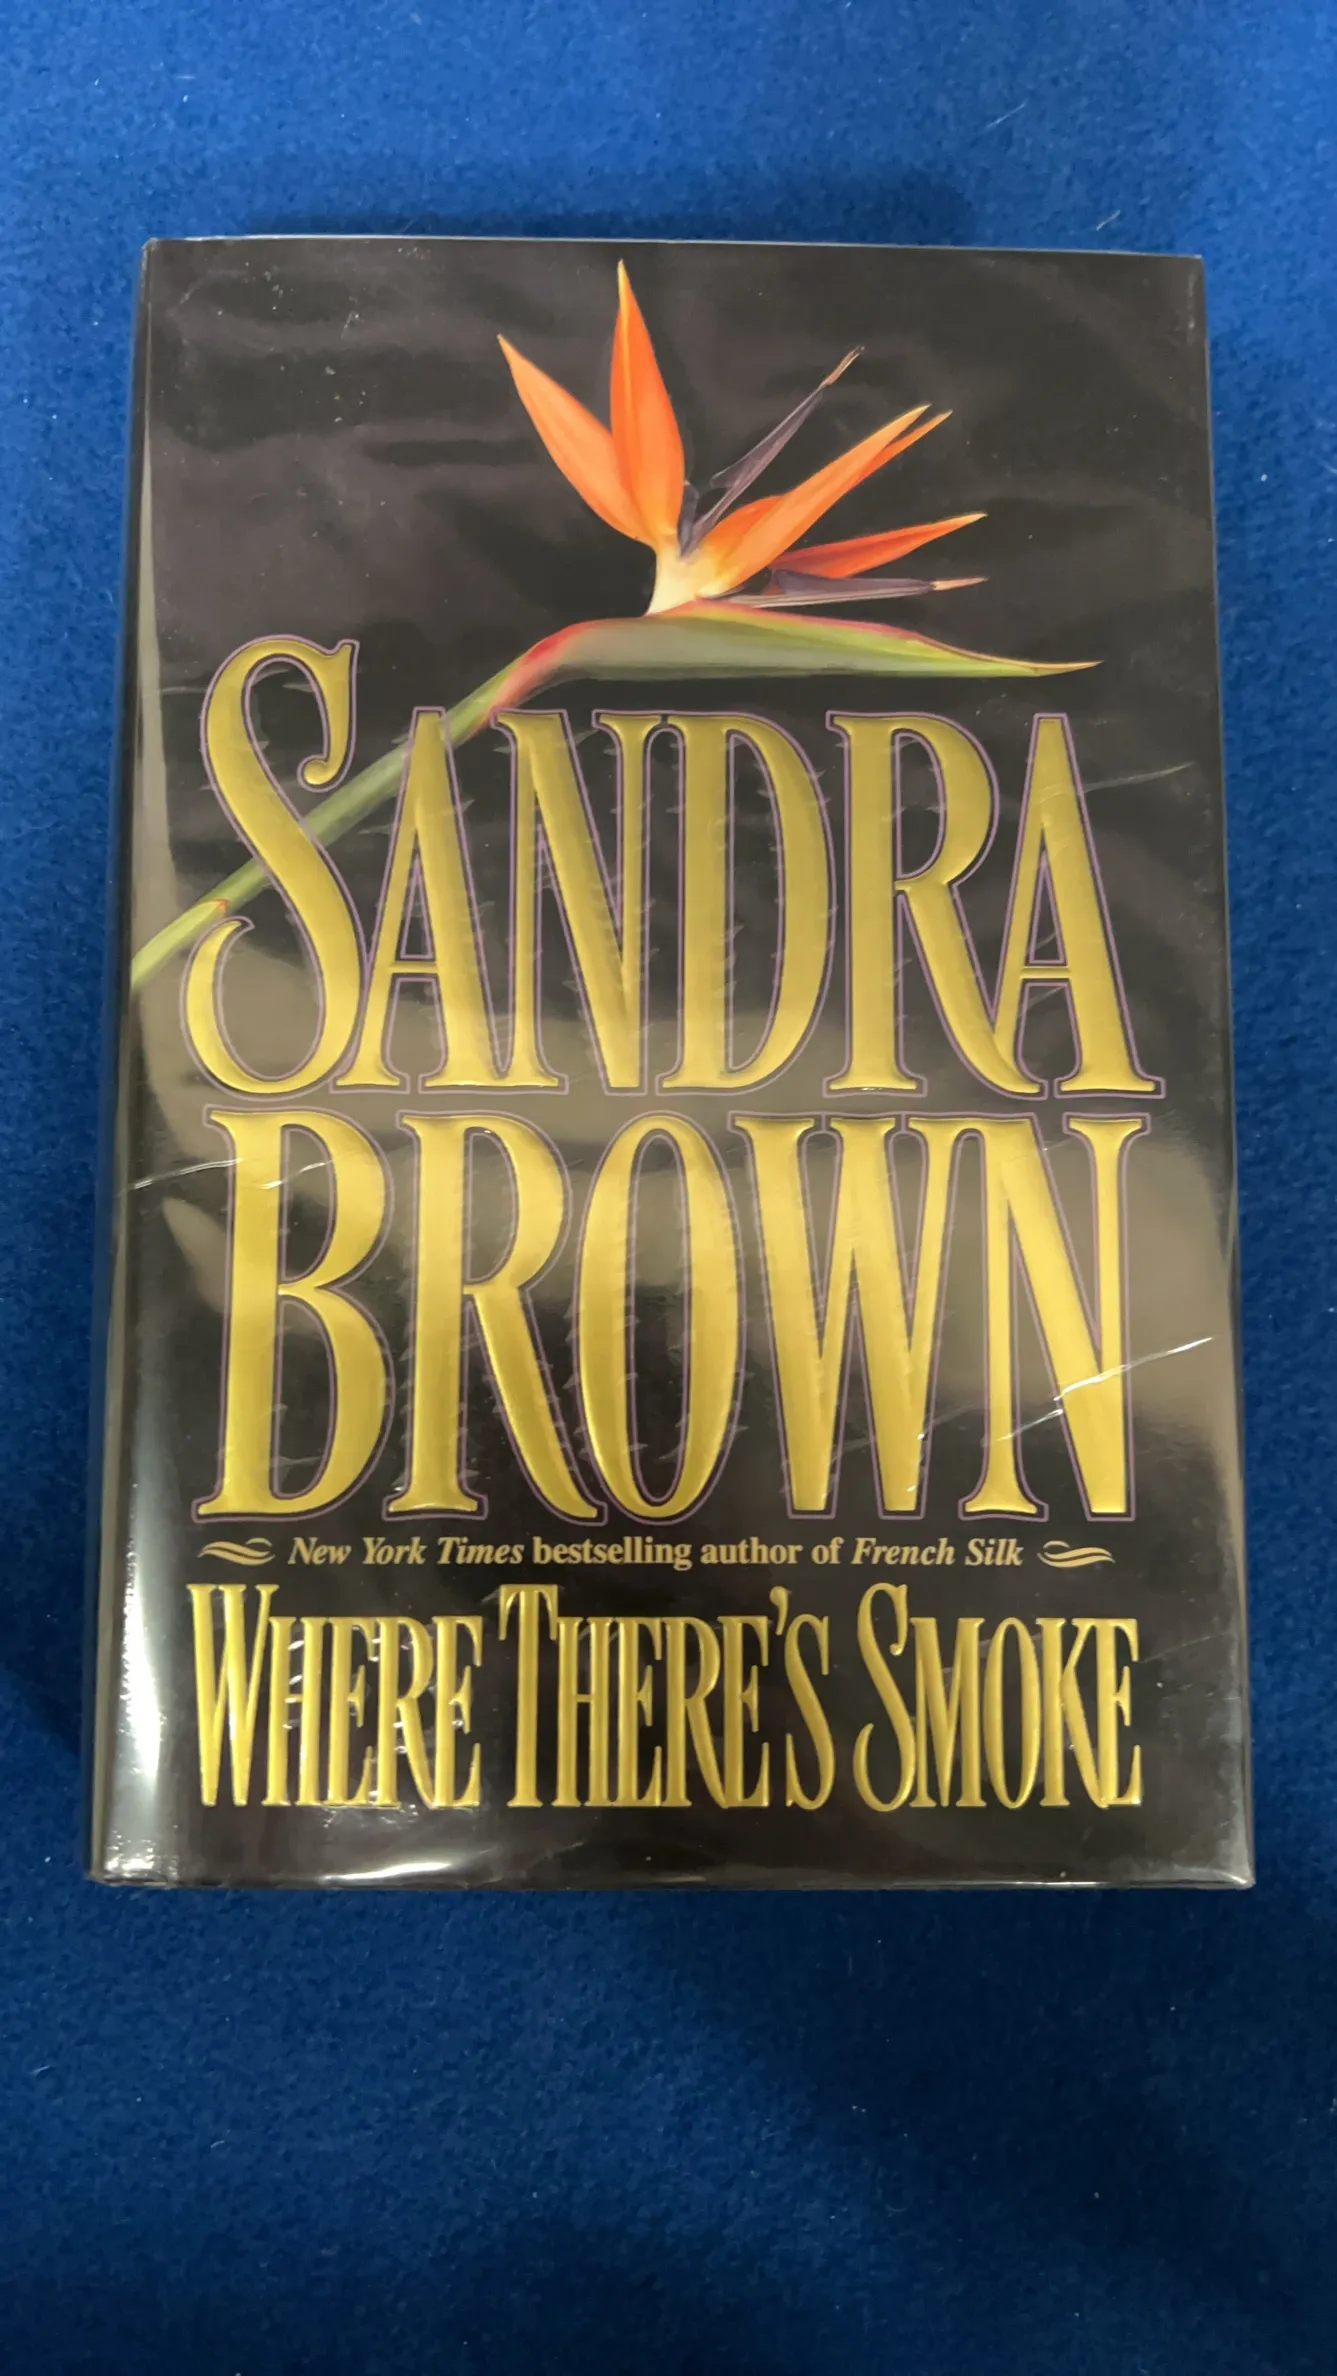 SANDRA
BROWN
New York Times bestselling author of French Silk
WHERE THERE'S SMOKE